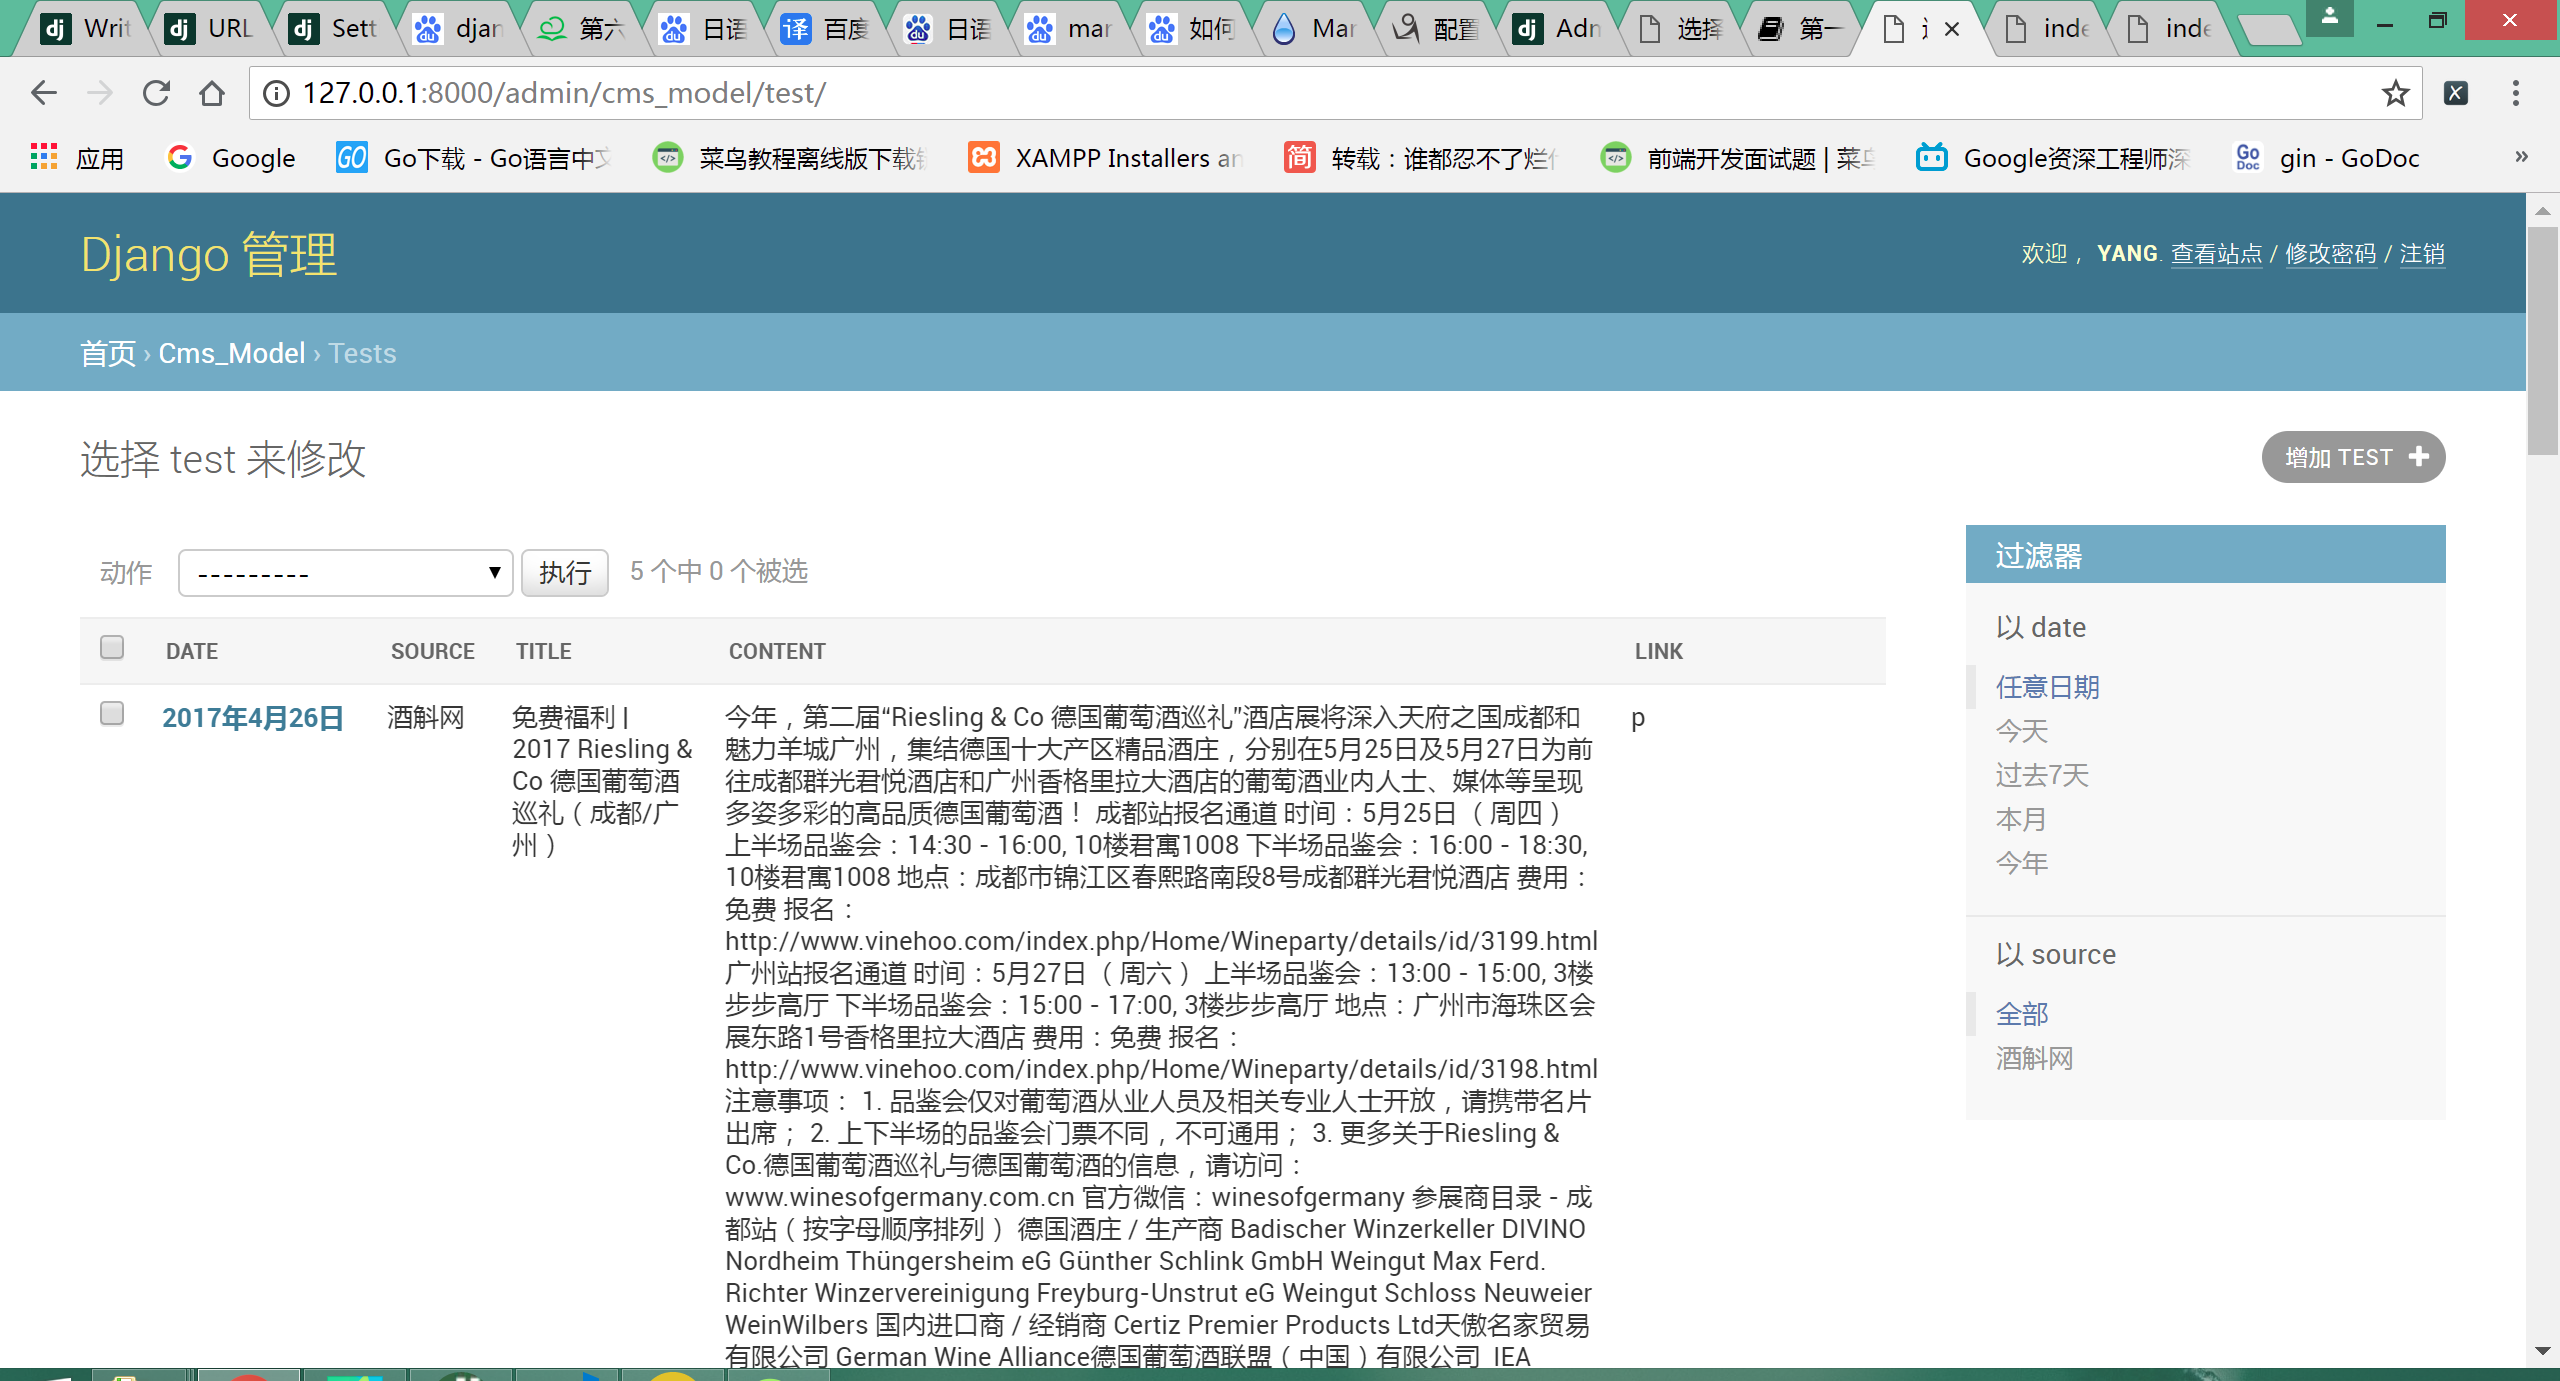 Writ URL Sett djan 第六 日语 百度 日语 mar 如何 Mar 配置 Adm 选择 第一 inde inde
127.0.0.1:8000/admin/cms_model/test/
应用 Google Go下载 - Go语言中文 菜鸟教程离线版下载 XAMPP Installers an 转载：谁都忍不了烂 前端开发面试题 | 菜鸟 Google资深工程师深 gin - GoDoc »
Django 管理
欢迎， YANG. 查看站点 / 修改密码 / 注销
首页 › Cms_Model › Tests
选择 test 来修改
增加 TEST +
动作 --------- 执行 5 个中 0 个被选
DATE SOURCE TITLE CONTENT LINK
2017年4月26日
酒斛网
免费福利 |
2017 Riesling &
Co 德国葡萄酒
巡礼（成都/广
州）
今年，第二届“Riesling & Co 德国葡萄酒巡礼”酒店展将深入天府之国成都和
魅力羊城广州，集结德国十大产区精品酒庄，分别在5月25日及5月27日为前
往成都群光君悦酒店和广州香格里拉大酒店的葡萄酒业内人士、媒体等呈现
多姿多彩的高品质德国葡萄酒！ 成都站报名通道 时间：5月25日（周四）
上半场品鉴会：14:30 - 16:00, 10楼君寓1008 下半场品鉴会：16:00 - 18:30,
10楼君寓1008 地点：成都市锦江区春熙路南段8号成都群光君悦酒店 费用：
免费 报名：
http://www.vinehoo.com/index.php/Home/Wineparty/details/id/3199.html
广州站报名通道 时间：5月27日（周六） 上半场品鉴会：13:00 - 15:00, 3楼
步步高厅 下半场品鉴会：15:00 - 17:00, 3楼步步高厅 地点：广州市海珠区会
展东路1号香格里拉大酒店 费用：免费 报名：
http://www.vinehoo.com/index.php/Home/Wineparty/details/id/3198.html
注意事项： 1. 品鉴会仅对葡萄酒从业人员及相关专业人士开放，请携带名片
出席； 2. 上下半场的品鉴会门票不同，不可通用； 3. 更多关于Riesling &
Co.德国葡萄酒巡礼与德国葡萄酒的信息，请访问：
www.winesofgermany.com.cn 官方微信：winesofgermany 参展商目录 - 成
都站（按字母顺序排列） 德国酒庄 / 生产商 Badischer Winzerkeller DIVINO
Nordheim Thüngersheim eG Günther Schlink GmbH Weingut Max Ferd.
Richter Winzervereinigung Freyburg-Unstrut eG Weingut Schloss Neuweier
WeinWilbers 国内进口商 / 经销商 Certiz Premier Products Ltd天傲名家贸易
有限公司 German Wine Alliance德国葡萄酒联盟（中国）有限公司 IEA
p
过滤器
以 date
任意日期
今天
过去7天
本月
今年
以 source
全部
酒斛网